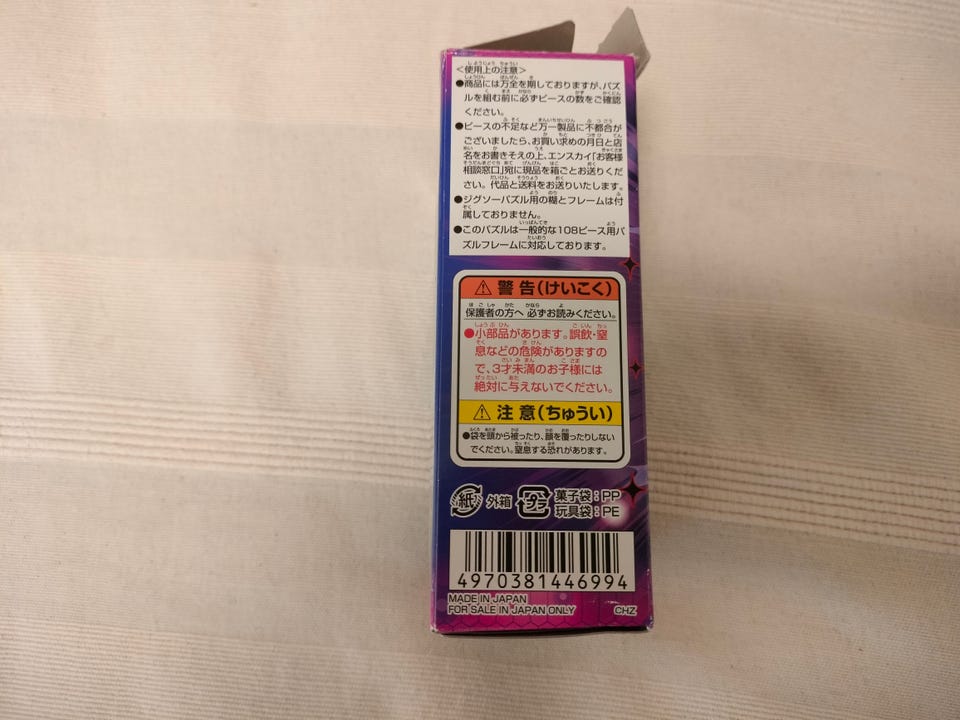 <使用上の注意>
●商品には万全を期しておりますが、パズ
ルを組む前に必ずピースの数をご確認
ください。
●ピースの不足など万一製品に不都合が
ございましたら、お買い求めの月日と店
名をお書きそえの上、エンスカイ「お客様
相談窓口」宛に現品を箱ごとお送りくだ
さい。代品と送料をお送りいたします。
●ジグソーパズル用の糊とフレームは付
属しておりません。
●このパズルは一般的な108ピース用パ
ズルフレームに対応しております。
⚠警告(けいこく)
保護者の方へ 必ずお読みください。
●小部品があります。誤飲・窒
息などの危険がありますの
で、3才未満のお子様には
絶対に与えないでください。
⚠注意(ちゅうい)
●袋を頭から被ったり、顔を覆ったりしない
でください。窒息する恐れがあります。
紙 外箱 プラ 菓子袋:PP
玩具袋:PE
4970381446994
MADE IN JAPAN
FOR SALE IN JAPAN ONLY CHZ